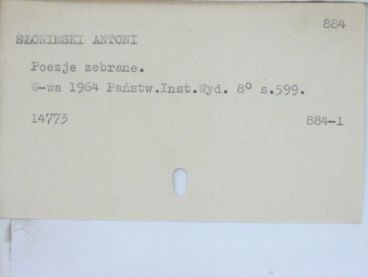 884
SŁONIMSKI ANTONI
Poezje zebrane.
W-wa 1964 Państw.Inst.Wyd. 8° s.599.
14773 884-1